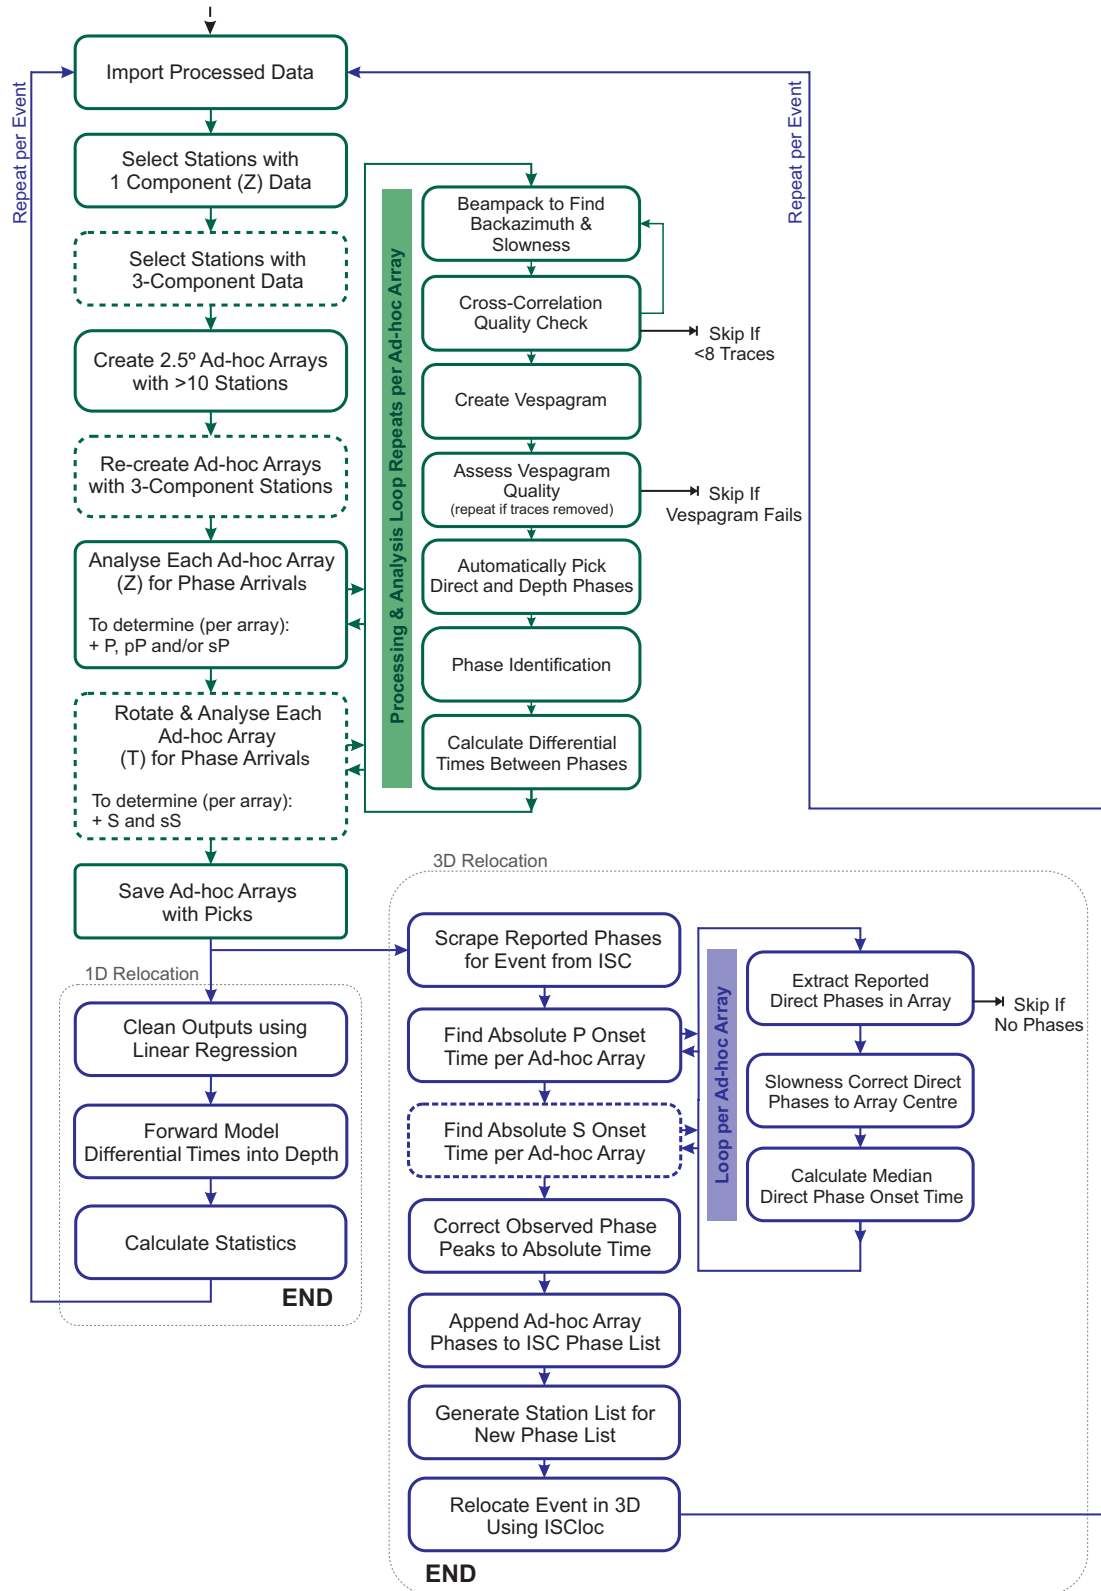 Import Processed Data
Repeat per Event
Repeat per Event
Select Stations with
1 Component (Z) Data
Select Stations with
3-Component Data
Create 2.5º Ad-hoc Arrays
with >10 Stations
Re-create Ad-hoc Arrays
with 3-Component Stations
Analyse Each Ad-hoc Array
(Z) for Phase Arrivals
To determine (per array):
+ P, pP and/or sP
Rotate & Analyse Each
Ad-hoc Array
(T) for Phase Arrivals
To determine (per array):
+ S and sS
Save Ad-hoc Arrays
with Picks
Processing & Analysis Loop Repeats per Ad-hoc Array
Beampack to Find
Backazimuth &
Slowness
Cross-Correlation
Quality Check
Skip If
<8 Traces
Create Vespagram
Assess Vespagram
Quality
(repeat if traces removed)
Skip If
Vespagram Fails
Automatically Pick
Direct and Depth Phases
Phase Identification
Calculate Differential
Times Between Phases
1D Relocation
Clean Outputs using
Linear Regression
Forward Model
Differential Times into Depth
Calculate Statistics
END
3D Relocation
Scrape Reported Phases
for Event from ISC
Find Absolute P Onset
Time per Ad-hoc Array
Find Absolute S Onset
Time per Ad-hoc Array
Correct Observed Phase
Peaks to Absolute Time
Append Ad-hoc Array
Phases to ISC Phase List
Generate Station List for
New Phase List
Relocate Event in 3D
Using ISCloc
END
Loop per Ad-hoc Array
Extract Reported
Direct Phases in Array
Skip If
No Phases
Slowness Correct Direct
Phases to Array Centre
Calculate Median
Direct Phase Onset Time